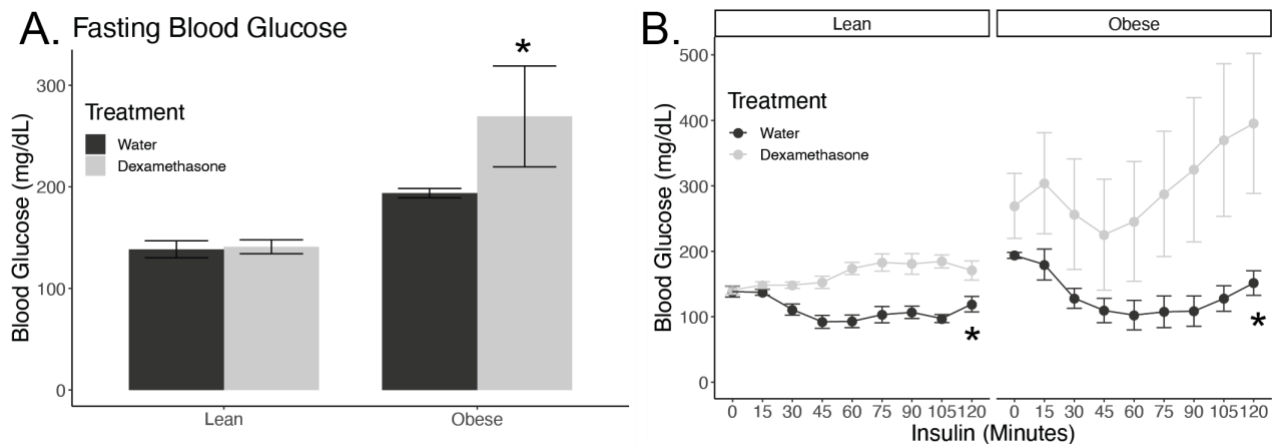 A. Fasting Blood Glucose
Blood Glucose (mg/dL)
300
200
100
0
Treatment
Water
Dexamethasone
*
Lean
Obese
B.
Lean
Obese
Blood Glucose (mg/dL)
500
400
300
200
100
0
Treatment
Water
Dexamethasone
*
*
0 15 30 45 60 75 90 105 120
0 15 30 45 60 75 90 105 120
Insulin (Minutes)